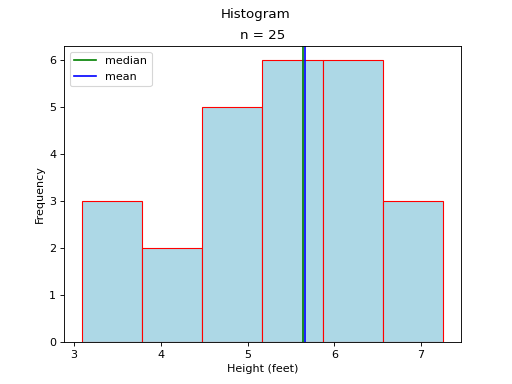 Histogram
n = 25
median
mean
6
5
4
3
2
1
0
Frequency
3 4 5 6 7
Height (feet)